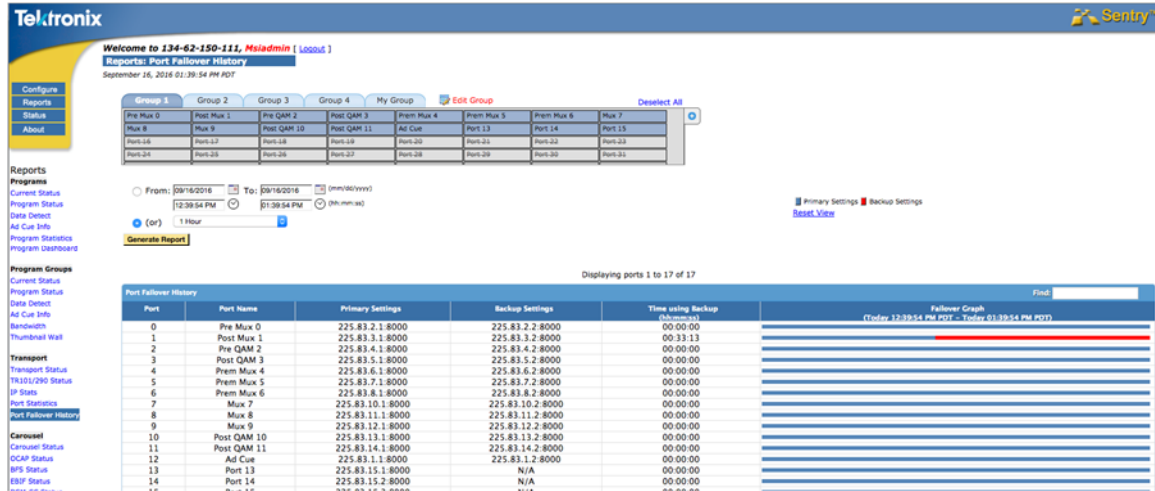 Tektronix
Sentry
Welcome to 134-62-150-111, Msiadmin [ Logout ]
Reports: Port Failover History
September 16, 2016 01:39:54 PM PDT
Configure
Reports
Status
About
Group 1 Group 2 Group 3 Group 4 My Group Edit Group Deselect All
Pre Mux 0 Post Mux 1 Pre QAM 2 Post QAM 3 Prem Mux 4 Prem Mux 5 Prem Mux 6 Mux 7
Mux 8 Mux 9 Post QAM 10 Post QAM 11 Ad Cue Port 13 Port 14 Port 15
Port 16 Port 17 Port 18 Port 19 Port 20 Port 21 Port 22 Port 23
Port 24 Port 25 Port 26 Port 27 Port 28 Port 29 Port 30 Port 31
From: 09/16/2016 To: 09/16/2016 (mm/dd/yyyy)
12:39:54 PM 01:39:54 PM (hh:mm:ss)
(or) 1 Hour
Generate Report
Primary Settings Backup Settings
Reset View
Reports
Programs
Current Status
Program Status
Data Detect
Ad Cue Info
Program Statistics
Program Dashboard
Program Groups
Current Status
Program Status
Data Detect
Ad Cue Info
Bandwidth
Thumbnail Wall
Transport
Transport Status
TR101/290 Status
IP Stats
Port Statistics
Port Failover History
Carousel
Carousel Status
OCAP Status
BFS Status
EBIF Status
Displaying ports 1 to 17 of 17
Port Failover History Find:
Port Port Name Primary Settings Backup Settings Time using Backup (hh:mm:ss) Failover Graph
(Today 12:39:54 PM PDT - Today 01:39:54 PM PDT)
0 Pre Mux 0 225.83.2.1:8000 225.83.2.2:8000 00:00:00
1 Post Mux 1 225.83.3.1:8000 225.83.3.2:8000 00:33:13
2 Pre QAM 2 225.83.4.1:8000 225.83.4.2:8000 00:00:00
3 Post QAM 3 225.83.5.1:8000 225.83.5.2:8000 00:00:00
4 Prem Mux 4 225.83.6.1:8000 225.83.6.2:8000 00:00:00
5 Prem Mux 5 225.83.7.1:8000 225.83.7.2:8000 00:00:00
6 Prem Mux 6 225.83.8.1:8000 225.83.8.2:8000 00:00:00
7 Mux 7 225.83.10.1:8000 225.83.10.2:8000 00:00:00
8 Mux 8 225.83.11.1:8000 225.83.11.2:8000 00:00:00
9 Mux 9 225.83.12.1:8000 225.83.12.2:8000 00:00:00
10 Post QAM 10 225.83.13.1:8000 225.83.13.2:8000 00:00:00
11 Post QAM 11 225.83.14.1:8000 225.83.14.2:8000 00:00:00
12 Ad Cue 225.83.1.1:8000 225.83.1.2:8000 00:00:00
13 Port 13 225.83.15.1:8000 N/A 00:00:00
14 Port 14 225.83.15.2:8000 N/A 00:00:00